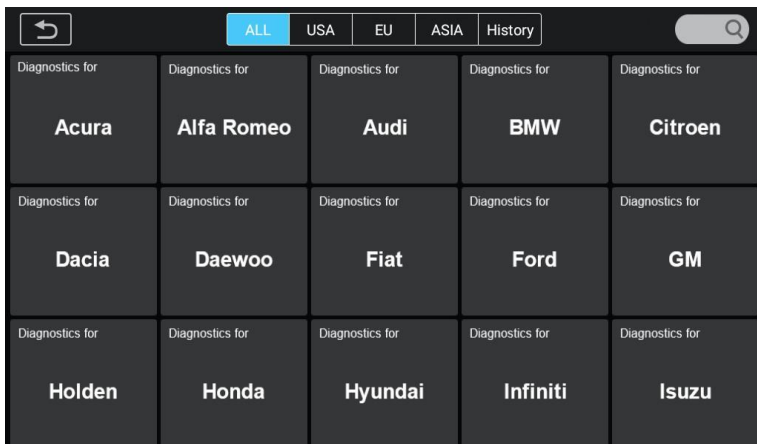 ALL USA EU ASIA History
Diagnostics for Diagnostics for Diagnostics for Diagnostics for Diagnostics for
Acura Alfa Romeo Audi BMW Citroen
Diagnostics for Diagnostics for Diagnostics for Diagnostics for Diagnostics for
Dacia Daewoo Fiat Ford GM
Diagnostics for Diagnostics for Diagnostics for Diagnostics for Diagnostics for
Holden Honda Hyundai Infiniti Isuzu